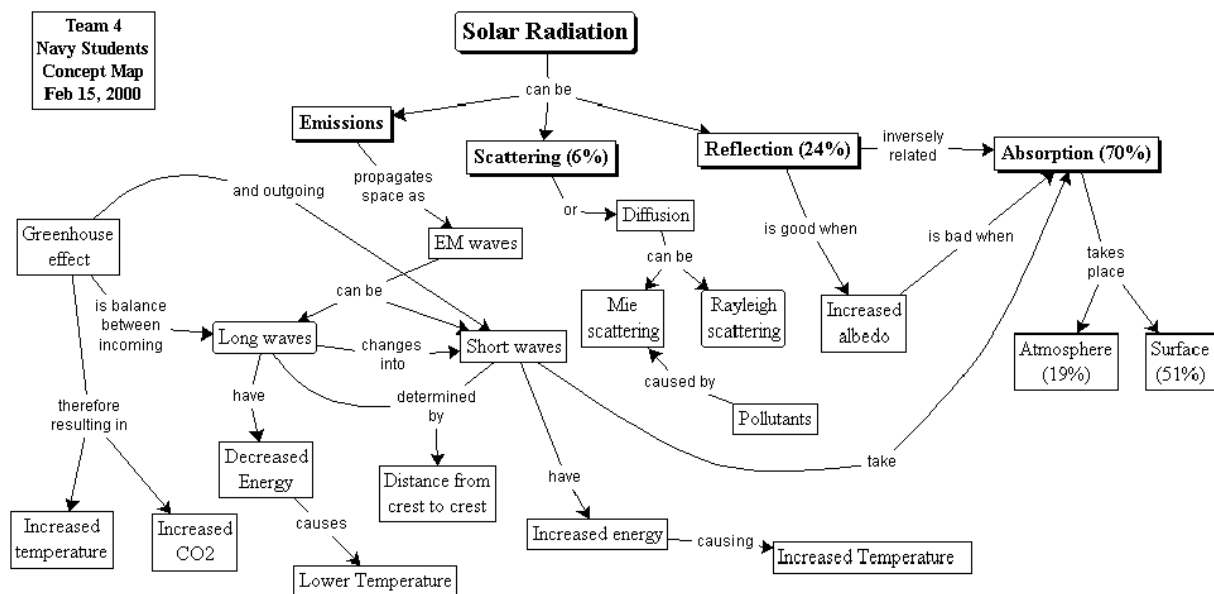 Team 4
Navy Students
Concept Map
Feb 15, 2000
Solar Radiation
can be
Emissions
Scattering (6%)
Reflection (24%)
inversely
related
Absorption (70%)
propagates
space as
and outgoing
or
Diffusion
is good when
is bad when
takes
place
Greenhouse
effect
EM waves
can be
can be
Mie
scattering
Rayleigh
scattering
Increased
albedo
is balance
between
incoming
Long waves
changes
into
Short waves
Atmosphere
(19%)
Surface
(51%)
caused by
Pollutants
therefore
resulting in
have
determined
by
have
take
Decreased
Energy
Distance from
crest to crest
Increased
temperature
Increased
CO2
causes
Lower Temperature
Increased energy
causing
Increased Temperature